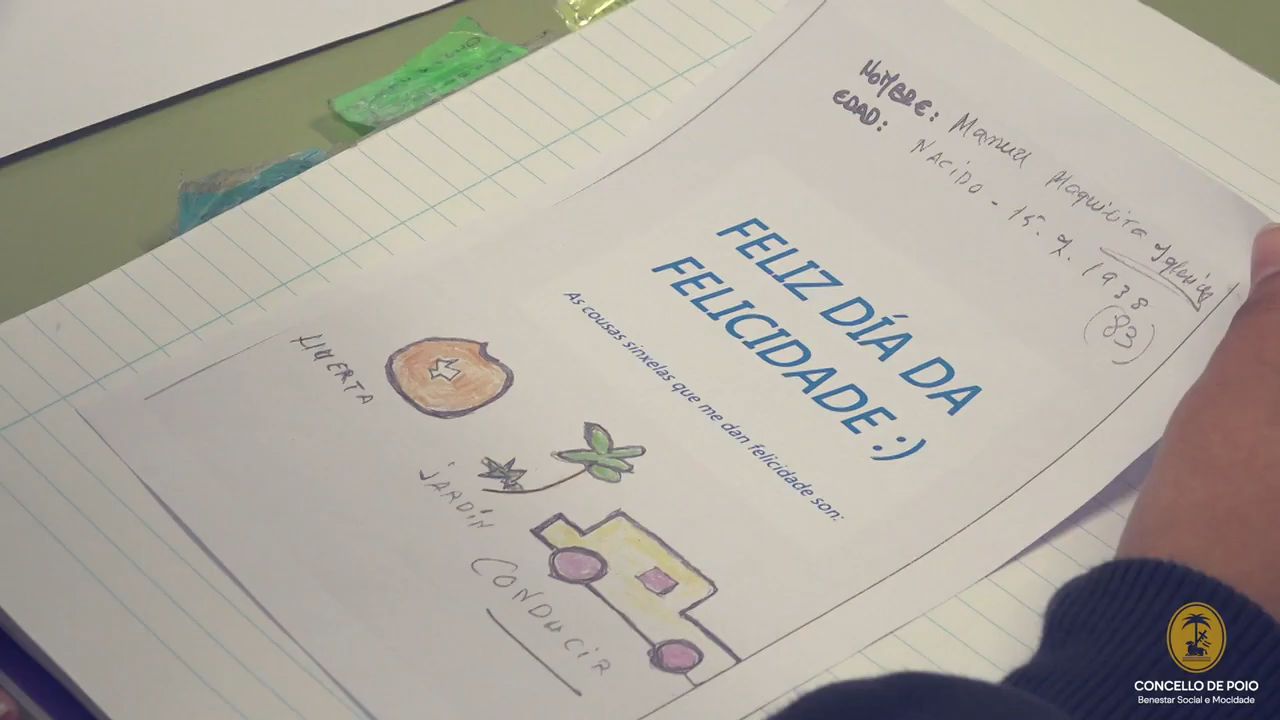 NOMBRE: Manuel Maquieira Iglesias
EDAD: NACIDO - 15. 2. 1938
(83)
FELIZ DÍA DA
FELICIDADE :)
As cousas sinxelas que me dan felicidade son:
HUERTA
JARDÍN
CONDUCIR
CONCELLO DE POIO
Benestar Social e Mocidade